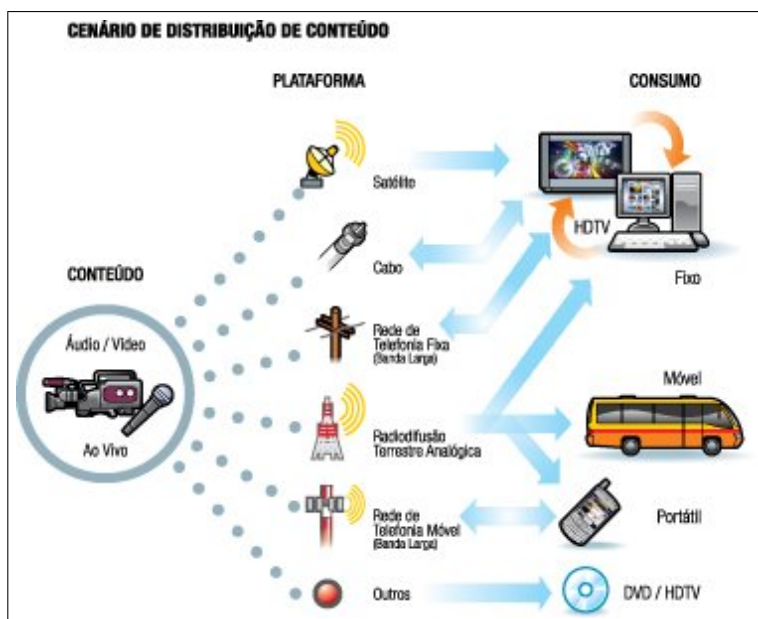 CENÁRIO DE DISTRIBUIÇÃO DE CONTEÚDO
PLATAFORMA
CONSUMO
Satélite
HDTV
CONTEÚDO
Cabo
Fixo
Áudio / Vídeo
Rede de
Telefonia Fixa
(Banda Larga)
Móvel
Ao Vivo
Radiodifusão
Terrestre Analógica
Rede de
Telefonia Móvel
(Banda Larga)
Portátil
Outros
DVD / HDTV